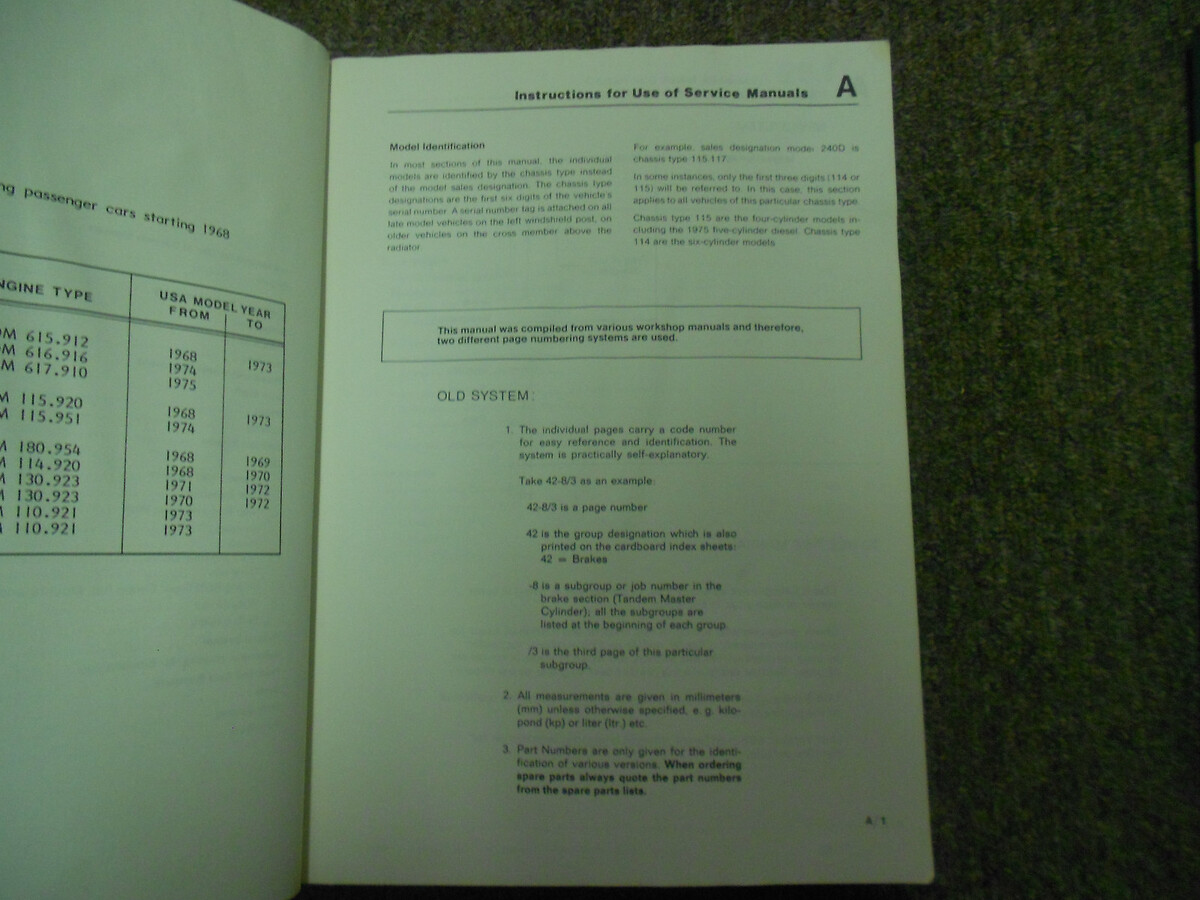 ng passenger cars starting 1968
NGINE TYPE
USA MODEL YEAR
FROM
TO
OM 615.912
OM 616.916
OM 617.910
M 115.920
M 115.951
M 180.954
M 114.920
M 130.923
M 130.923
M 110.921
M 110.921
1968
1974
1975
1973
1968
1974
1973
1968
1968
1971
1970
1973
1973
1969
1970
1972
1972
Instructions for Use of Service Manuals
A
Model Identification
In most sections of this manual, the individual
models are identified by the chassis type instead
of the model sales designation. The chassis type
designations are the first six digits of the vehicle's
serial number. A serial number tag is attached on all
late model vehicles on the left windshield post, on
older vehicles on the cross member above the
radiator.
For example, sales designation model 240D is
chassis type 115.117.
In some instances, only the first three digits (114 or
115) will be referred to. In this case, this section
applies to all vehicles of this particular chassis type.
Chassis type 115 are the four-cylinder models in-
cluding the 1975 five-cylinder diesel. Chassis type
114 are the six-cylinder models
This manual was compiled from various workshop manuals and therefore,
two different page numbering systems are used.
OLD SYSTEM:
1. The individual pages carry a code number
for easy reference and identification. The
system is practically self-explanatory.
Take 42-8/3 as an example:
42-8/3 is a page number
42 is the group designation which is also
printed on the cardboard index sheets:
42 = Brakes
-8 is a subgroup or job number in the
brake section (Tandem Master
Cylinder); all the subgroups are
listed at the beginning of each group.
/3 is the third page of this particular
subgroup.
2. All measurements are given in millimeters
(mm) unless otherwise specified, e. g. kilo-
pond (kp) or liter (ltr.) etc.
3. Part Numbers are only given for the identi-
fication of various versions. When ordering
spare parts always quote the part numbers
from the spare parts lists.
A/1